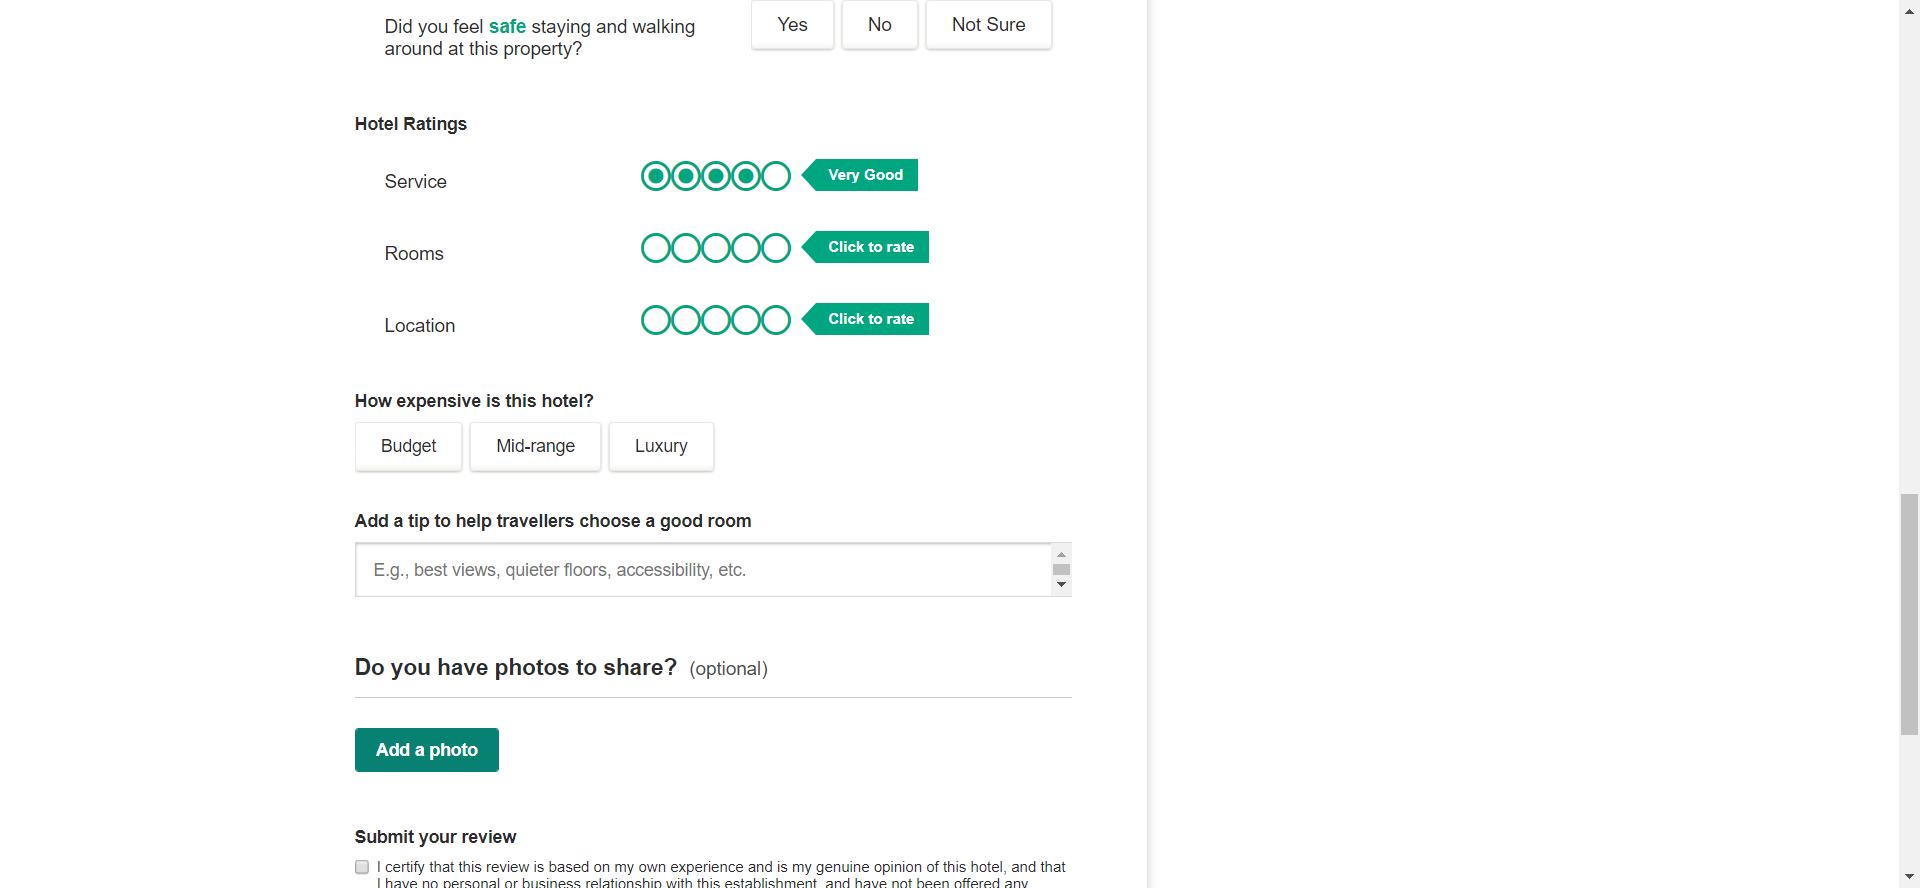 Did you feel safe staying and walking
around at this property?
Yes
No
Not Sure
Hotel Ratings
Service
Very Good
Rooms
Click to rate
Location
Click to rate
How expensive is this hotel?
Budget
Mid-range
Luxury
Add a tip to help travellers choose a good room
E.g., best views, quieter floors, accessibility, etc.
Do you have photos to share? (optional)
Add a photo
Submit your review
I certify that this review is based on my own experience and is my genuine opinion of this hotel, and that
I have no personal or business relationship with this establishment, and have not been offered any